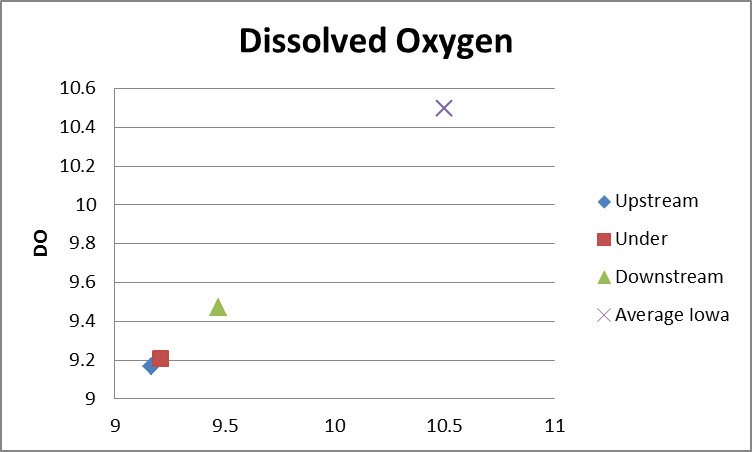 Dissolved Oxygen
10.6
10.4
10.2
10
9.8
9.6
9.4
9.2
9
DO
9 9.5 10 10.5 11
Upstream
Under
Downstream
Average Iowa